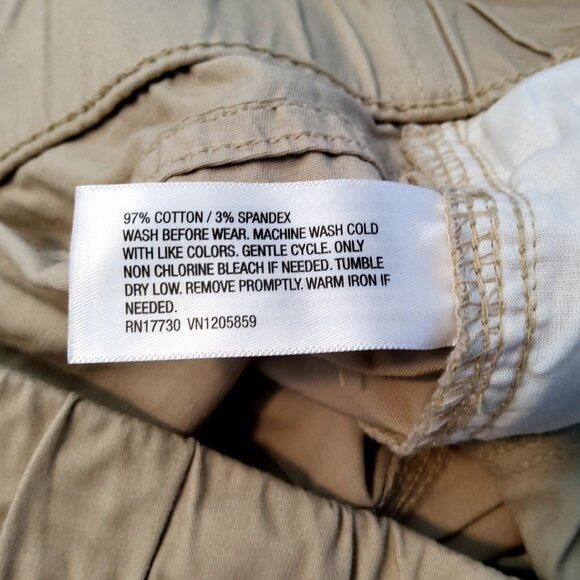 97% COTTON / 3% SPANDEX
WASH BEFORE WEAR. MACHINE WASH COLD
WITH LIKE COLORS. GENTLE CYCLE. ONLY
NON CHLORINE BLEACH IF NEEDED. TUMBLE
DRY LOW. REMOVE PROMPTLY. WARM IRON IF
NEEDED.
RN17730 VN1205859